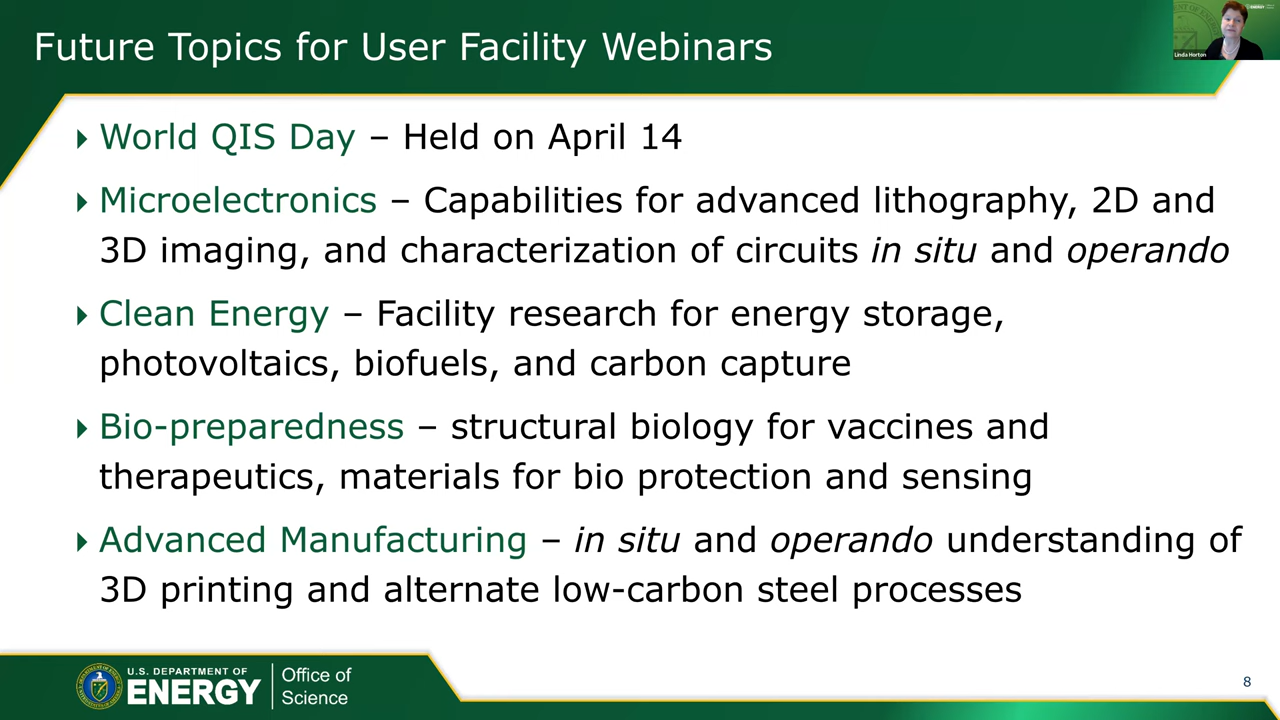 Future Topics for User Facility Webinars
Linda Horton
World QIS Day – Held on April 14
Microelectronics – Capabilities for advanced lithography, 2D and
3D imaging, and characterization of circuits in situ and operando
Clean Energy – Facility research for energy storage,
photovoltaics, biofuels, and carbon capture
Bio-preparedness – structural biology for vaccines and
therapeutics, materials for bio protection and sensing
Advanced Manufacturing – in situ and operando understanding of
3D printing and alternate low-carbon steel processes
U.S. DEPARTMENT OF
ENERGY
Office of
Science
8